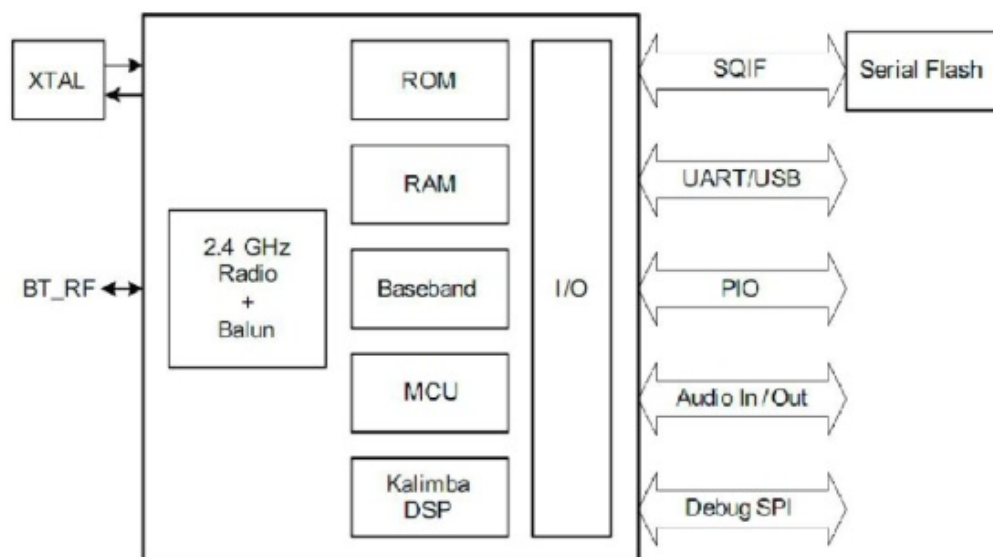 XTAL
BT_RF
2.4 GHz
Radio
+
Balun
ROM
RAM
Baseband
MCU
Kalimba
DSP
I/O
SQIF
UART/USB
PIO
Audio In / Out
Debug SPI
Serial Flash